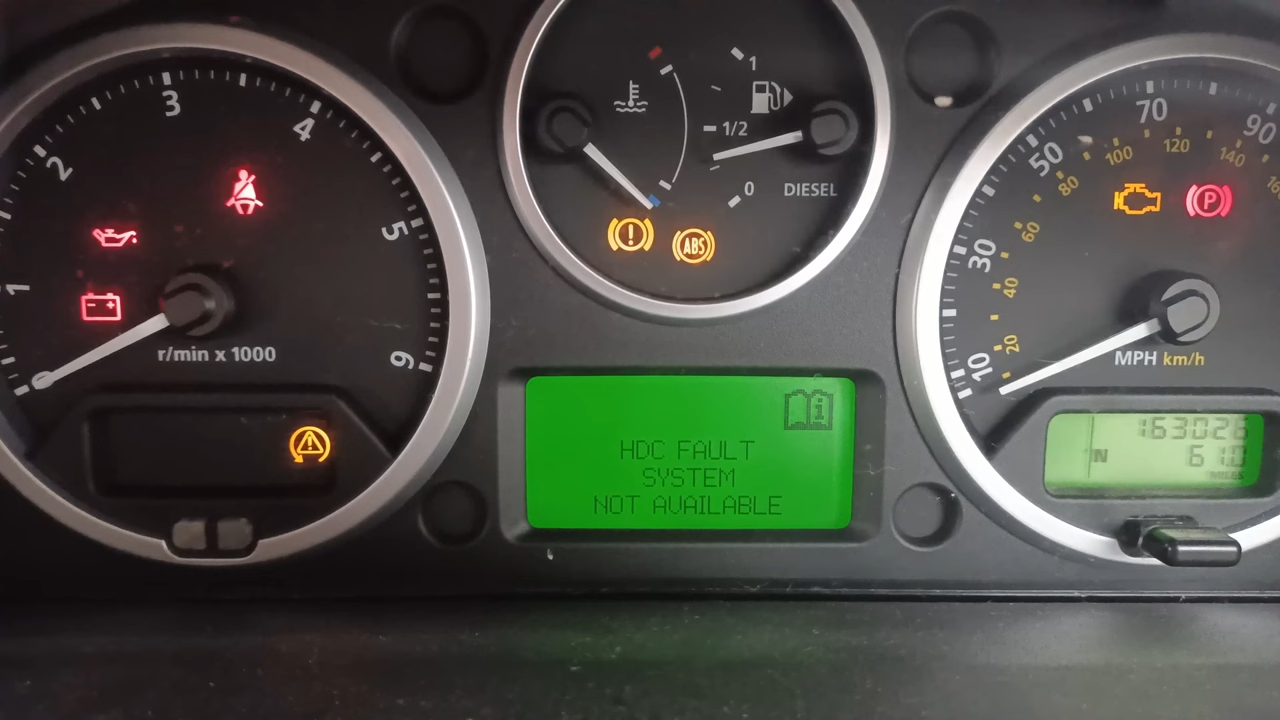 1
2
3
4
5
6
r/min x 1000
1
1/2
0
DIESEL
ABS
HDC FAULT
SYSTEM
NOT AVAILABLE
10
30
50
70
90
20
40
60
80
100
120
140
P
MPH km/h
163026
N 61.0
MILES